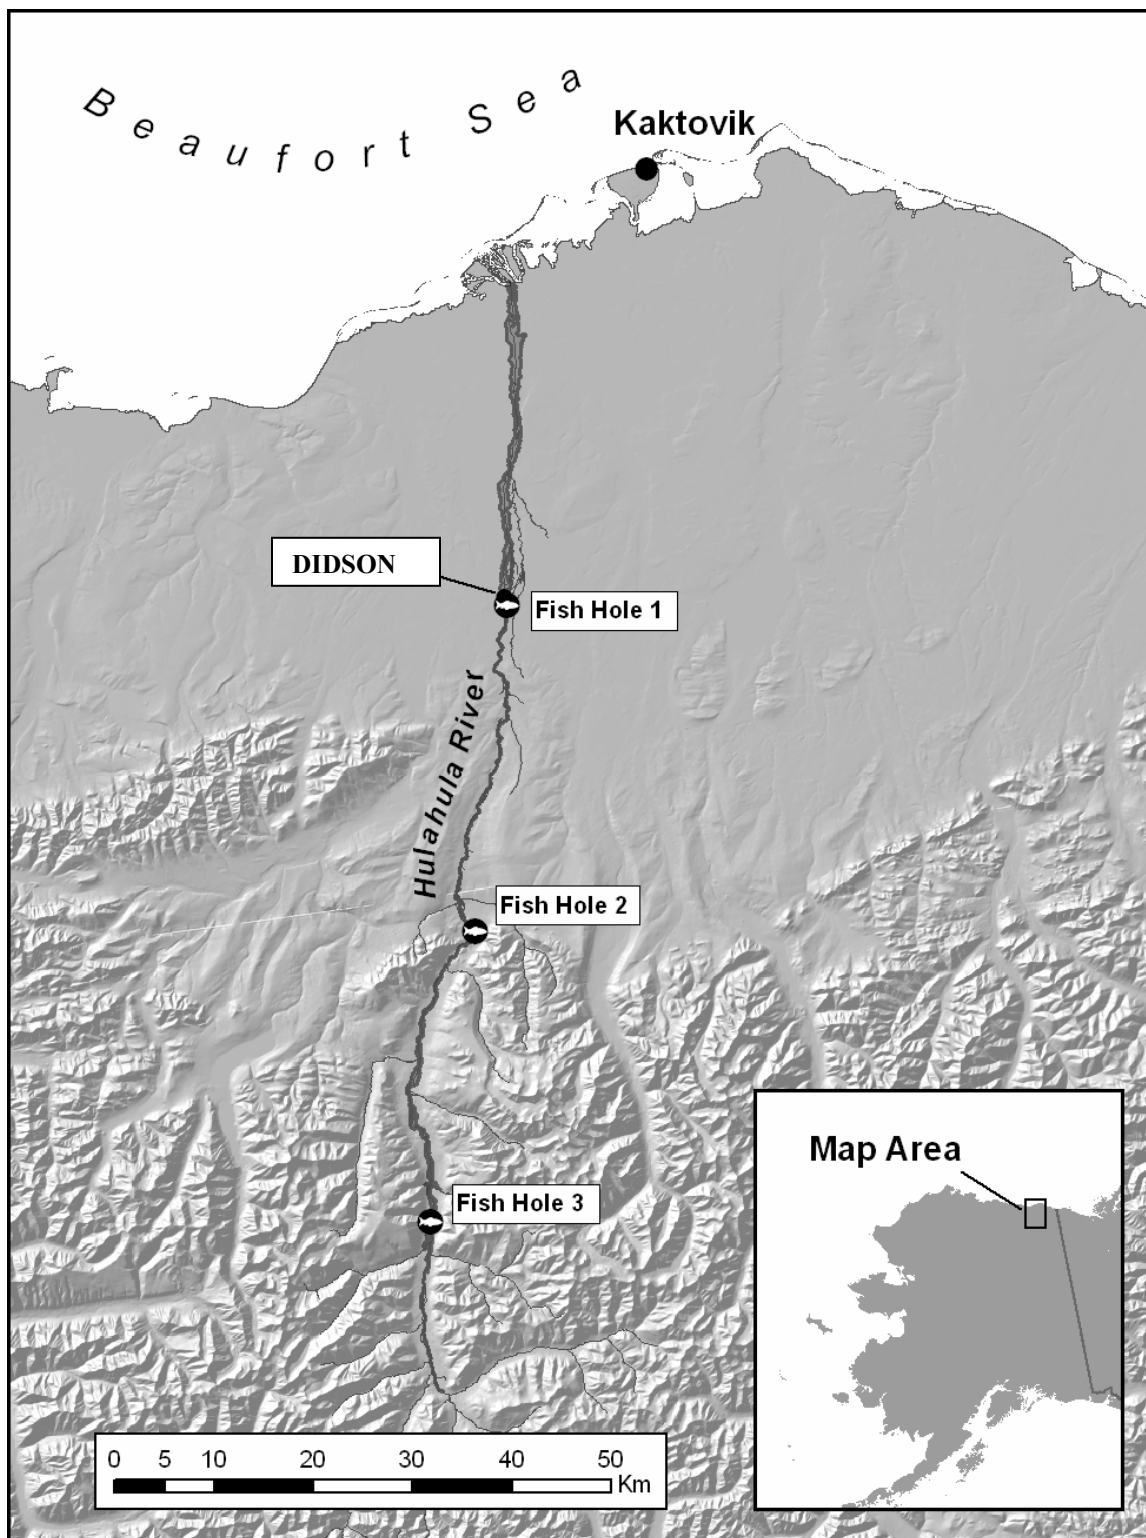 Beaufort Sea
Kaktovik
DIDSON
Fish Hole 1
Hulahula River
Fish Hole 2
Map Area
Fish Hole 3
0 5 10 20 30 40 50
Km